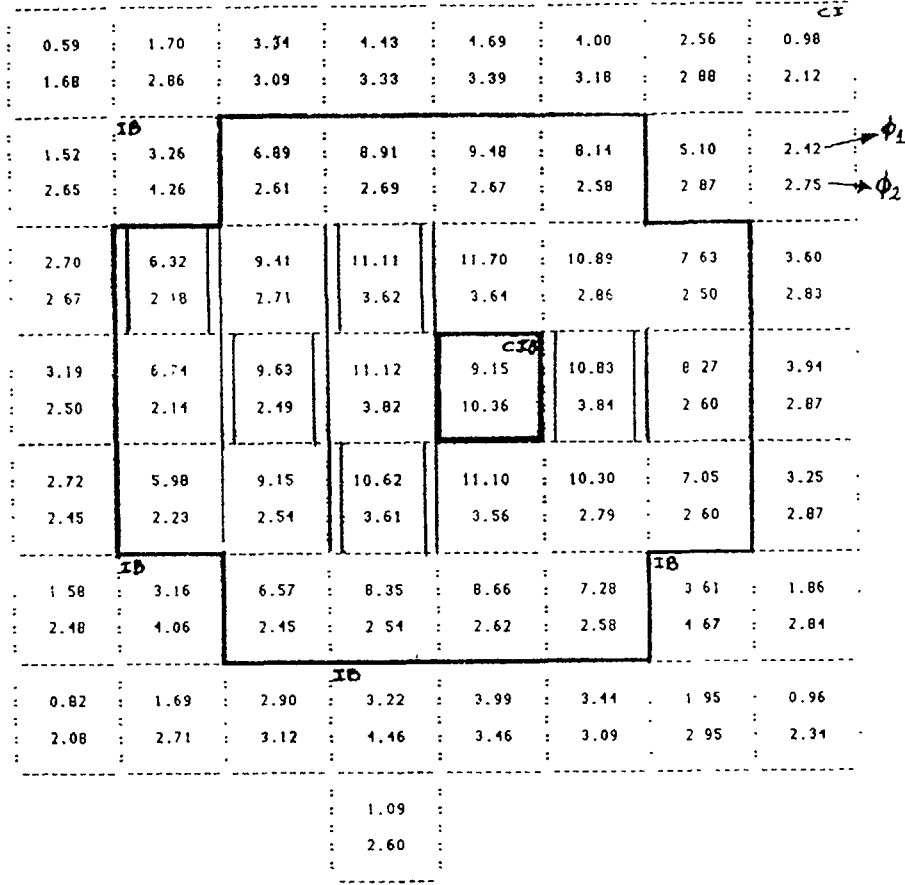 CI
0.59 1.70 3.34 4.43 4.69 4.00 2.56 0.98
1.68 2.86 3.09 3.33 3.39 3.18 2 88 2.12
IB
1.52 3.26 6.89 8.91 9.48 8.14 5.10 2.42 ϕ1
2.65 4.26 2.61 2.69 2.67 2.58 2 87 2.75 ϕ2
2.70 6.32 9.41 11.11 11.70 10.89 7 63 3.60
2 67 2.71 3.62 3.64 2.86 2 50 2.83
CIB
3.19 6.74 9.63 11.12 9.15 10.83 8 27 3.94
2.50 2.14 2.49 3.82 10.36 3.84 2 60 2.87
2.72 5.98 9.15 10.62 11.10 10.30 7.05 3.25
2.45 2.23 2.54 3.61 3.56 2.79 2 60 2.87
IB IB
1 58 3.16 6.57 8.35 8.66 7.28 3 61 1.86
2.48 4.06 2.45 2 54 2.62 2.58 4 67 2.84
IB
0.82 1.69 2.90 3.22 3.99 3.44 1 95 0.96
2.08 2.71 3.12 4.46 3.46 3.09 2 95 2.34
1.09
2.60